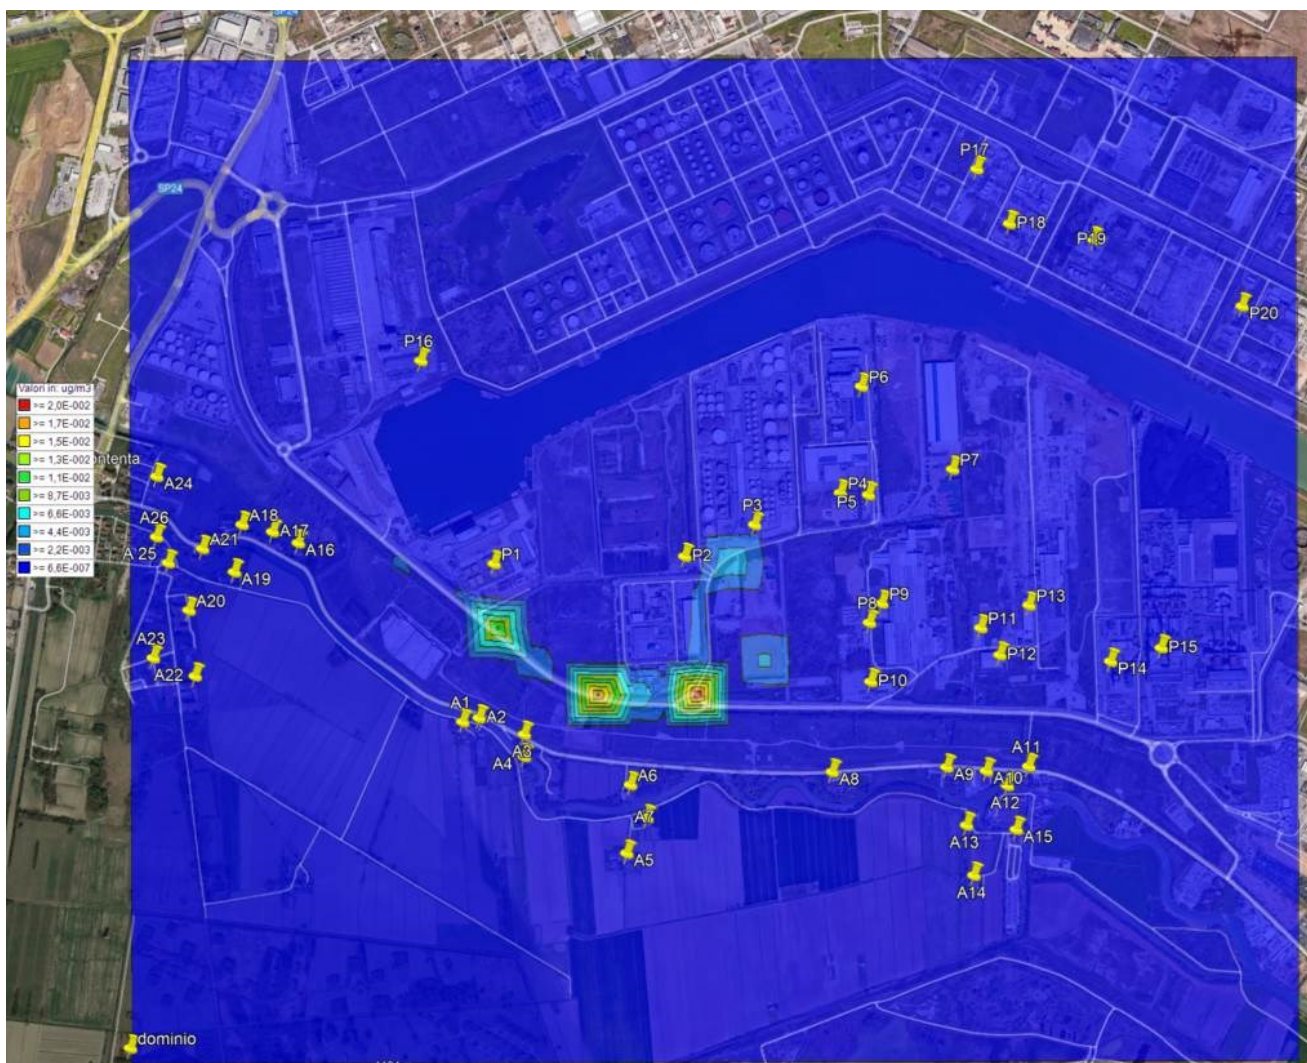 SP24
SP24
P17
P18
P19
P20
P16
P6
Valori in: ug/m3
>= 2,0E-002
>= 1,7E-002
>= 1,5E-002
>= 1,3E-002
>= 1,1E-002
>= 8,7E-003
>= 6,6E-003
>= 4,4E-003
>= 2,2E-003
>= 6,6E-007
A24
P7
P4
P5
P3
A18
A17
A16
A26
A21
A25
A19
P1
P2
A20
P9
P8
P13
P11
P12
P15
P14
A23
A22
P10
A1
A2
A3
A4
A6
A8
A9
A10
A11
A12
A7
A5
A13
A15
A14
dominio